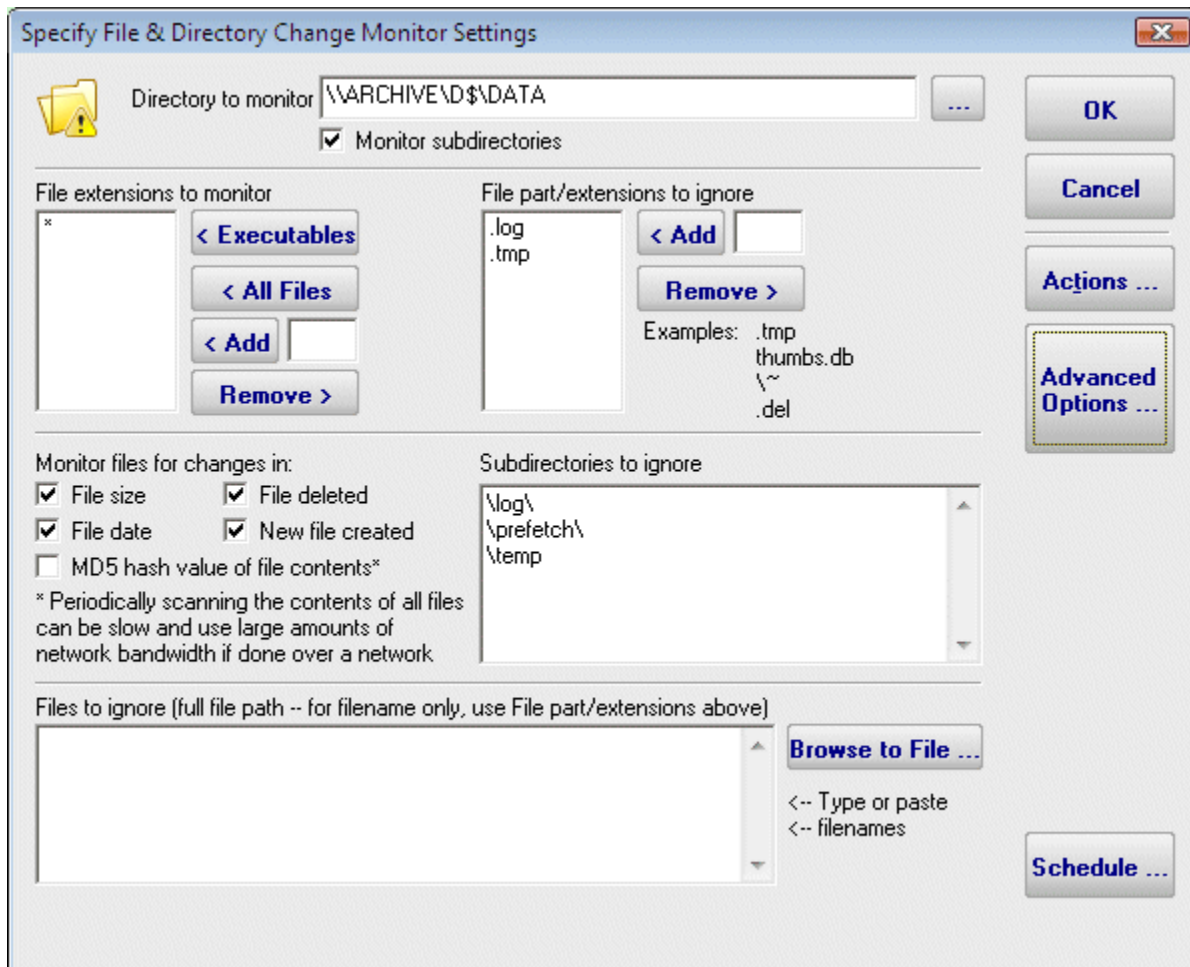 Specify File & Directory Change Monitor Settings
Directory to monitor \\ARCHIVE\D$\DATA ...
Monitor subdirectories
OK
Cancel
Actions ...
Advanced
Options ...
Schedule ...
File extensions to monitor
*
< Executables
< All Files
< Add
Remove >
File part/extensions to ignore
.log
.tmp
< Add
Remove >
Examples: .tmp
thumbs.db
\~
.del
Monitor files for changes in:
File size File deleted
File date New file created
MD5 hash value of file contents*
* Periodically scanning the contents of all files
can be slow and use large amounts of
network bandwidth if done over a network
Subdirectories to ignore
\log\
\prefetch\
\temp
Files to ignore (full file path -- for filename only, use File part/extensions above)
Browse to File ...
<-- Type or paste
<-- filenames